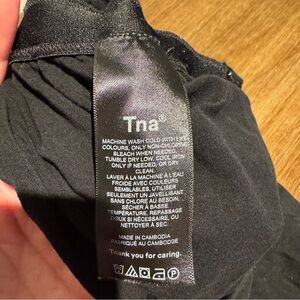 Tna®
MACHINE WASH COLD WITH LIKE
COLOURS, ONLY NON-CHLORINE
BLEACH WHEN NEEDED,
TUMBLE DRY LOW, COOL IRON
ONLY IF NEEDED OR DRY
CLEAN.
LAVER À LA MACHINE À L'EAU
FROIDE AVEC COULEURS
SEMBLABLES, UTILISER
SEULEMENT UN JAVELLISANT
SANS CHLORE AU BESOIN,
SÉCHER À BASSE
TEMPÉRATURE, REPASSAGE
DOUX SI NÉCESSAIRE, OU
NETTOYER À SEC.
MADE IN CAMBODIA
FABRIQUÉ AU CAMBODGE
Thank you for caring.
P